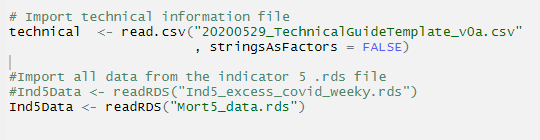 # Import technical information file
technical  <- read.csv("20200529_TechnicalGuideTemplate_v0a.csv"
                       , stringsAsFactors = FALSE)
#Import all data from the indicator 5 .rds file
#Ind5Data <- readRDS("Ind5_excess_covid_weeky.rds")
Ind5Data <- readRDS("Mort5_data.rds")